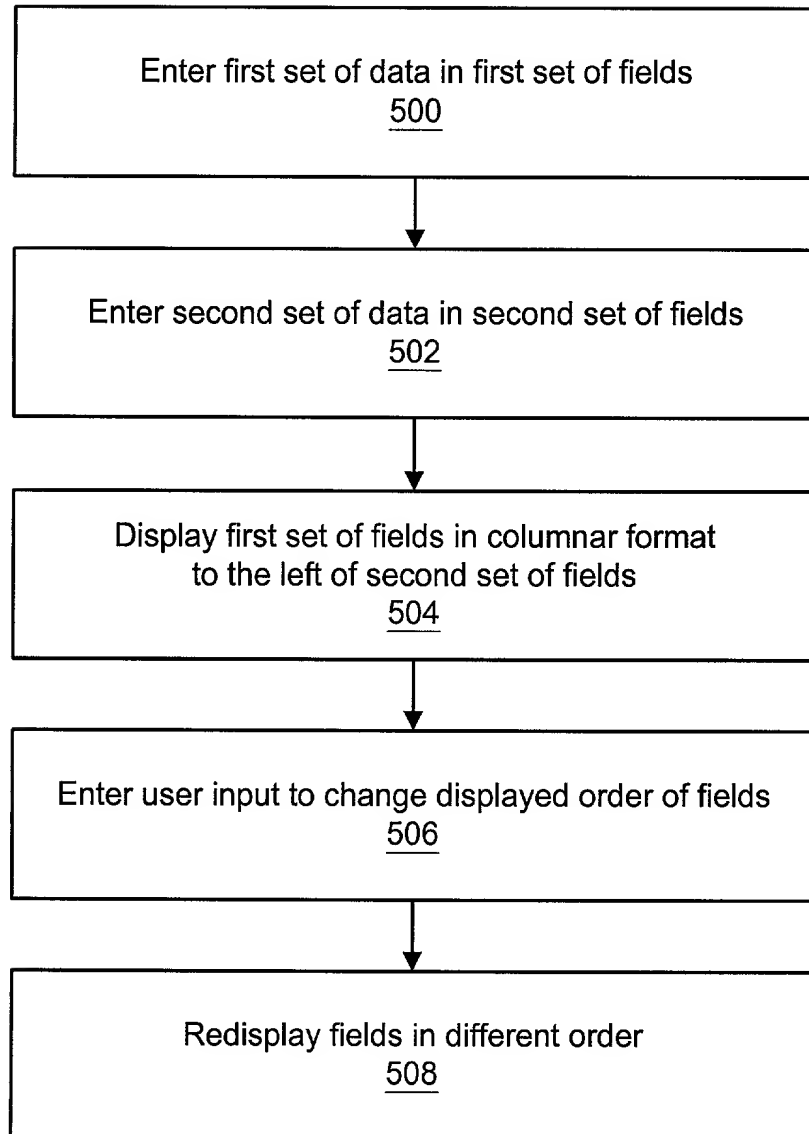 Enter first set of data in first set of fields
500
Enter second set of data in second set of fields
502
Display first set of fields in columnar format
to the left of second set of fields
504
Enter user input to change displayed order of fields
506
Redisplay fields in different order
508